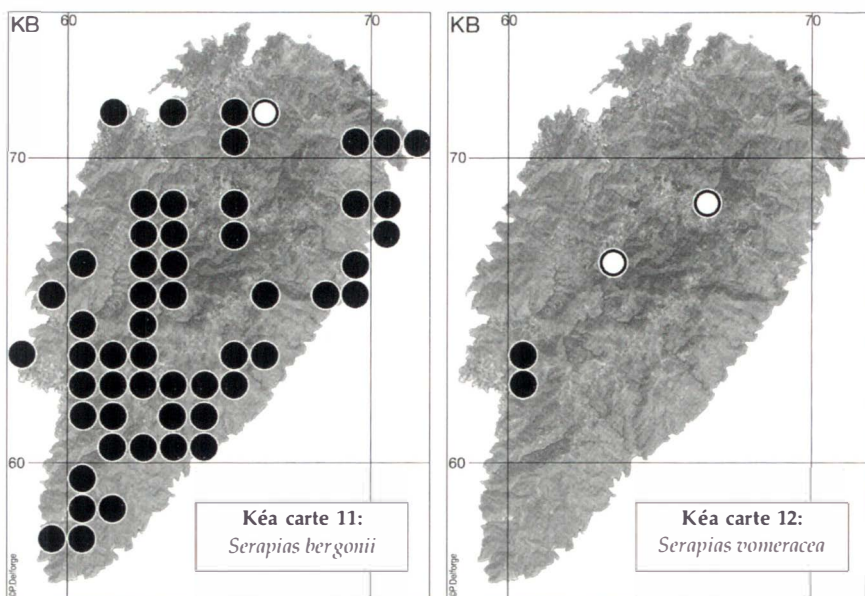 KB
60
70
70
60
Kéa carte 11:
Serapias bergonii
©P Delforge
KB
60
70
70
60
Kéa carte 12:
Serapias vomeracea
©P Delforge